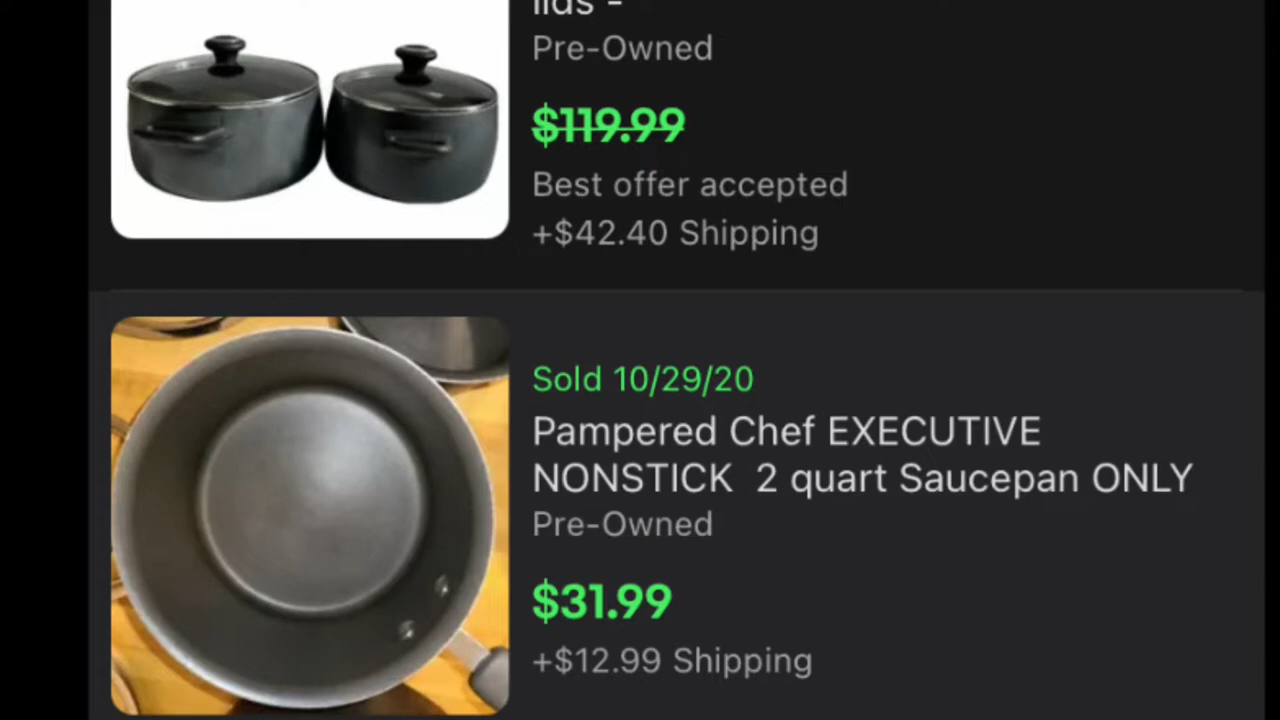 lids -
Pre-Owned
$119.99
Best offer accepted
+$42.40 Shipping
Sold 10/29/20
Pampered Chef EXECUTIVE
NONSTICK 2 quart Saucepan ONLY
Pre-Owned
$31.99
+$12.99 Shipping